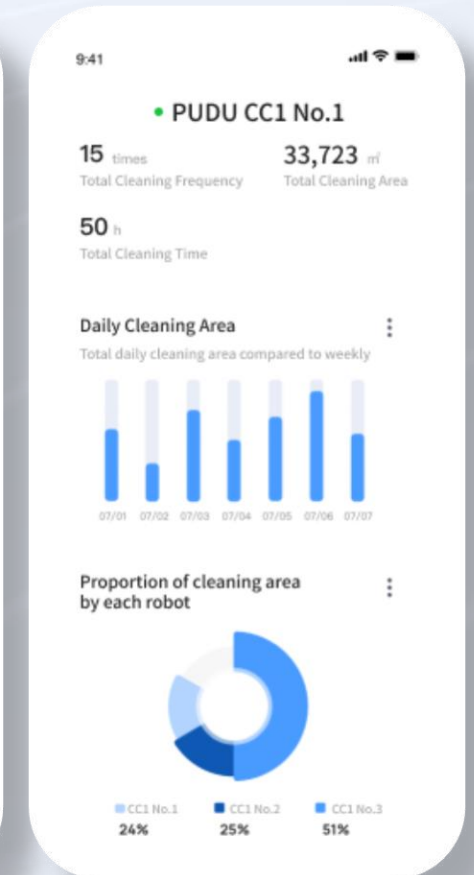 9:41
PUDU CC1 No.1
15 times
33,723 ㎡
Total Cleaning Frequency
Total Cleaning Area
50 h
Total Cleaning Time
Daily Cleaning Area
Total daily cleaning area compared to weekly
07/01 07/02 07/03 07/04 07/05 07/06 07/07
Proportion of cleaning area
by each robot
CC1 No.1 CC1 No.2 CC1 No.3
24% 25% 51%